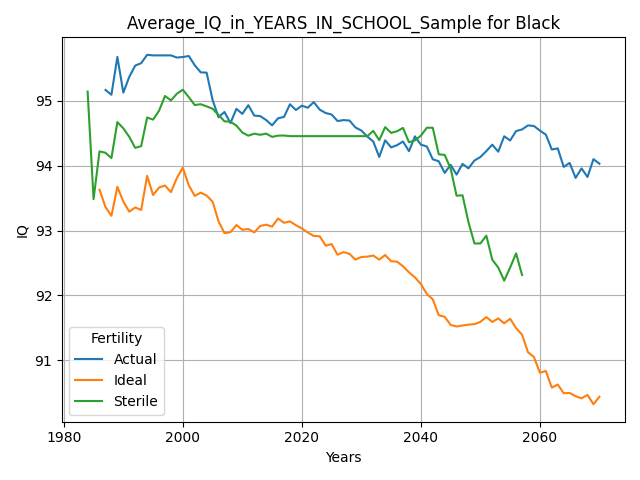 Average_IQ_in_YEARS_IN_SCHOOL_Sample for Black
IQ
95
94
93
92
91
Fertility
Actual
Ideal
Sterile
1980
2000
2020
2040
2060
Years